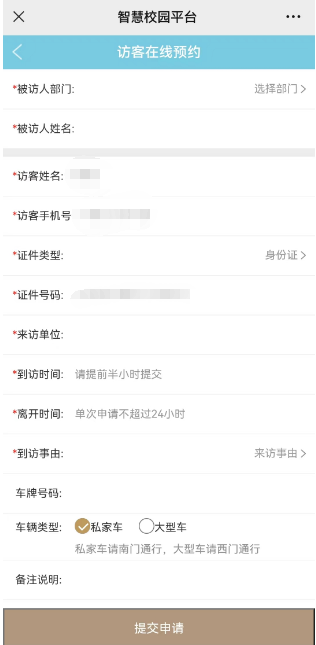 智慧校园平台
访客在线预约
*被访人部门: 选择部门
*被访人姓名:
*访客姓名:
*访客手机号
*证件类型: 身份证
*证件号码:
*来访单位:
*到访时间: 请提前半小时提交
*离开时间: 单次申请不超过24小时
*到访事由: 来访事由
车牌号码:
车辆类型: 私家车 大型车
私家车请南门通行，大型车请西门通行
备注说明:
提交申请